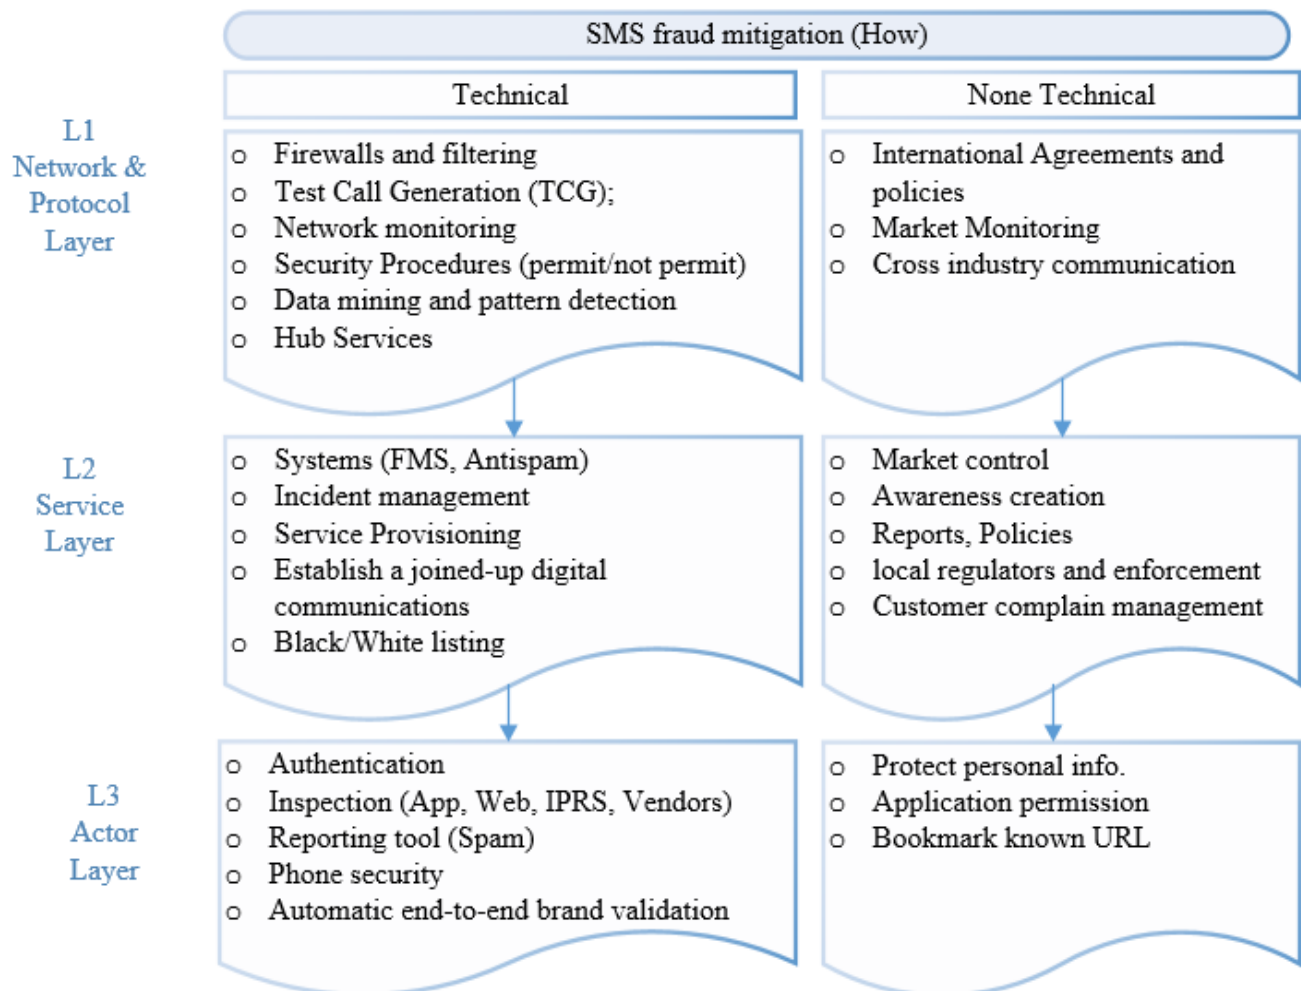 SMS fraud mitigation (How)
Technical
None Technical
L1
Network &
Protocol
Layer
o Firewalls and filtering
o Test Call Generation (TCG);
o Network monitoring
o Security Procedures (permit/not permit)
o Data mining and pattern detection
o Hub Services
o International Agreements and
policies
o Market Monitoring
o Cross industry communication
L2
Service
Layer
o Systems (FMS, Antispam)
o Incident management
o Service Provisioning
o Establish a joined-up digital
communications
o Black/White listing
o Market control
o Awareness creation
o Reports, Policies
o local regulators and enforcement
o Customer complain management
L3
Actor
Layer
o Authentication
o Inspection (App, Web, IPRS, Vendors)
o Reporting tool (Spam)
o Phone security
o Automatic end-to-end brand validation
o Protect personal info.
o Application permission
o Bookmark known URL